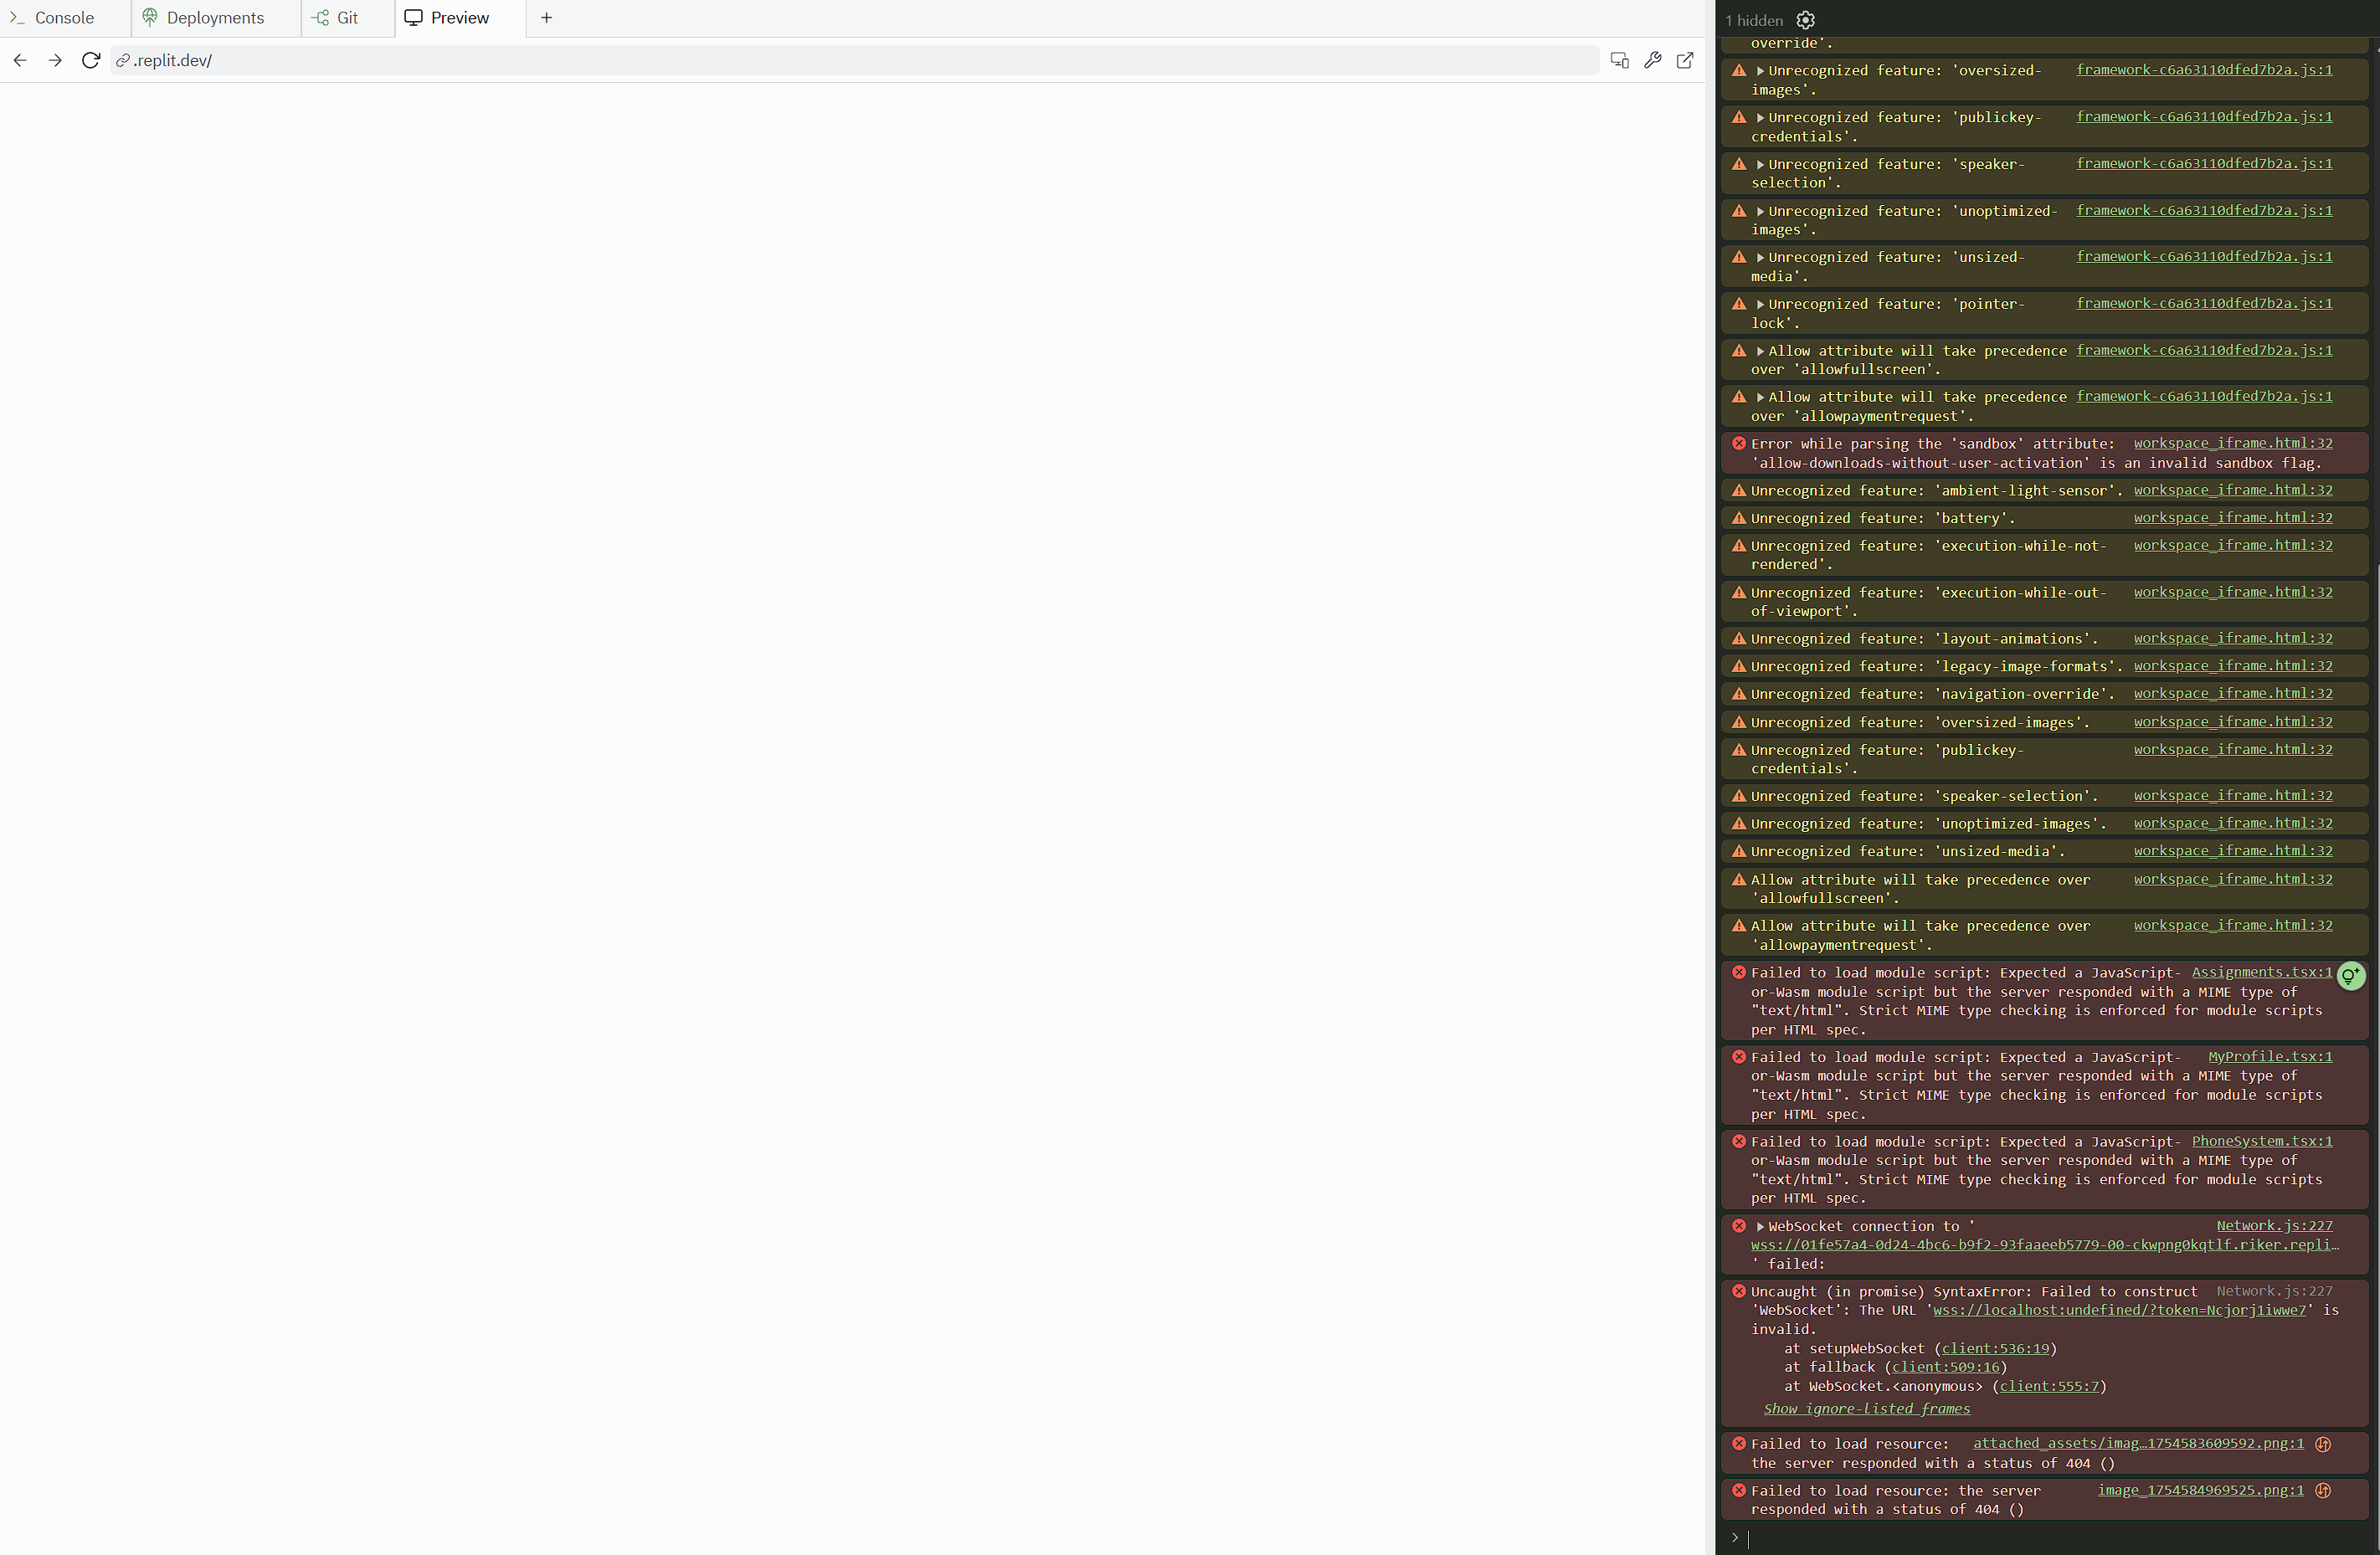 Console
Deployments
Git
Preview
+
.replit.dev/
1 hidden
override'.
Unrecognized feature: 'oversized- framework-c6a63110dfed7b2a.js:1
images'.
Unrecognized feature: 'publickey- framework-c6a63110dfed7b2a.js:1
credentials'.
Unrecognized feature: 'speaker- framework-c6a63110dfed7b2a.js:1
selection'.
Unrecognized feature: 'unoptimized- framework-c6a63110dfed7b2a.js:1
images'.
Unrecognized feature: 'unsized- framework-c6a63110dfed7b2a.js:1
media'.
Unrecognized feature: 'pointer- framework-c6a63110dfed7b2a.js:1
lock'.
Allow attribute will take precedence framework-c6a63110dfed7b2a.js:1
over 'allowfullscreen'.
Allow attribute will take precedence framework-c6a63110dfed7b2a.js:1
over 'allowpaymentrequest'.
Error while parsing the 'sandbox' attribute: workspace_iframe.html:32
'allow-downloads-without-user-activation' is an invalid sandbox flag.
Unrecognized feature: 'ambient-light-sensor'. workspace_iframe.html:32
Unrecognized feature: 'battery'. workspace_iframe.html:32
Unrecognized feature: 'execution-while-not- workspace_iframe.html:32
rendered'.
Unrecognized feature: 'execution-while-out- workspace_iframe.html:32
of-viewport'.
Unrecognized feature: 'layout-animations'. workspace_iframe.html:32
Unrecognized feature: 'legacy-image-formats'. workspace_iframe.html:32
Unrecognized feature: 'navigation-override'. workspace_iframe.html:32
Unrecognized feature: 'oversized-images'. workspace_iframe.html:32
Unrecognized feature: 'publickey- workspace_iframe.html:32
credentials'.
Unrecognized feature: 'speaker-selection'. workspace_iframe.html:32
Unrecognized feature: 'unoptimized-images'. workspace_iframe.html:32
Unrecognized feature: 'unsized-media'. workspace_iframe.html:32
Allow attribute will take precedence over workspace_iframe.html:32
'allowfullscreen'.
Allow attribute will take precedence over workspace_iframe.html:32
'allowpaymentrequest'.
Failed to load module script: Expected a JavaScript- Assignments.tsx:1
or-Wasm module script but the server responded with a MIME type of
"text/html". Strict MIME type checking is enforced for module scripts
per HTML spec.
Failed to load module script: Expected a JavaScript- MyProfile.tsx:1
or-Wasm module script but the server responded with a MIME type of
"text/html". Strict MIME type checking is enforced for module scripts
per HTML spec.
Failed to load module script: Expected a JavaScript- PhoneSystem.tsx:1
or-Wasm module script but the server responded with a MIME type of
"text/html". Strict MIME type checking is enforced for module scripts
per HTML spec.
WebSocket connection to ' Network.js:227
wss://01fe57a4-0d24-4bc6-b9f2-93faaeeb5779-00-ckwpng0kqtlf.riker.repli…
' failed:
Uncaught (in promise) SyntaxError: Failed to construct Network.js:227
'WebSocket': The URL 'wss://localhost:undefined/?token=Ncjorj1iwwe7' is
invalid.
at setupWebSocket (client:536:19)
at fallback (client:509:16)
at WebSocket.<anonymous> (client:555:7)
Show ignore-listed frames
Failed to load resource: attached_assets/imag…1754583609592.png:1
the server responded with a status of 404 ()
Failed to load resource: the server image_1754584969525.png:1
responded with a status of 404 ()